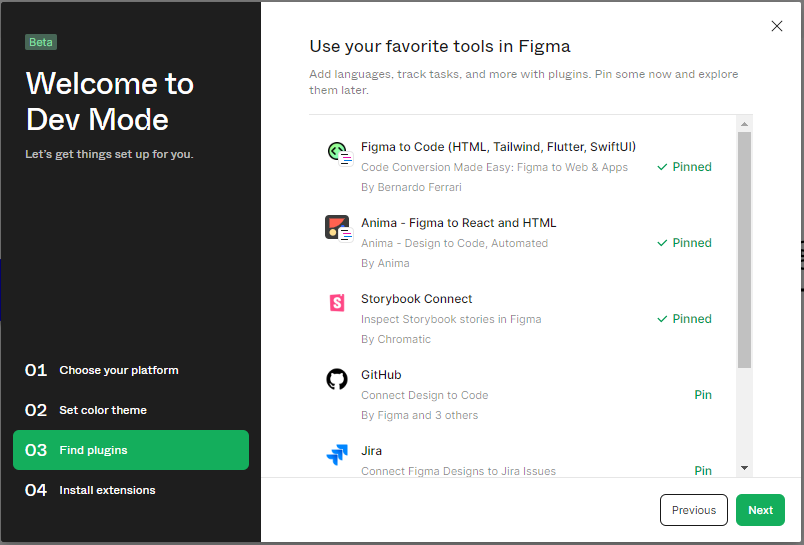 Beta
Welcome to
Dev Mode
Let's get things set up for you.
01 Choose your platform
02 Set color theme
03 Find plugins
04 Install extensions
Use your favorite tools in Figma
Add languages, track tasks, and more with plugins. Pin some now and explore
them later.
Figma to Code (HTML, Tailwind, Flutter, SwiftUI)
Code Conversion Made Easy: Figma to Web & Apps
By Bernardo Ferrari
Pinned
Anima - Figma to React and HTML
Anima - Design to Code, Automated
By Anima
Pinned
Storybook Connect
Inspect Storybook stories in Figma
By Chromatic
Pinned
GitHub
Connect Design to Code
By Figma and 3 others
Pin
Jira
Connect Figma Designs to Jira Issues
Pin
Previous
Next